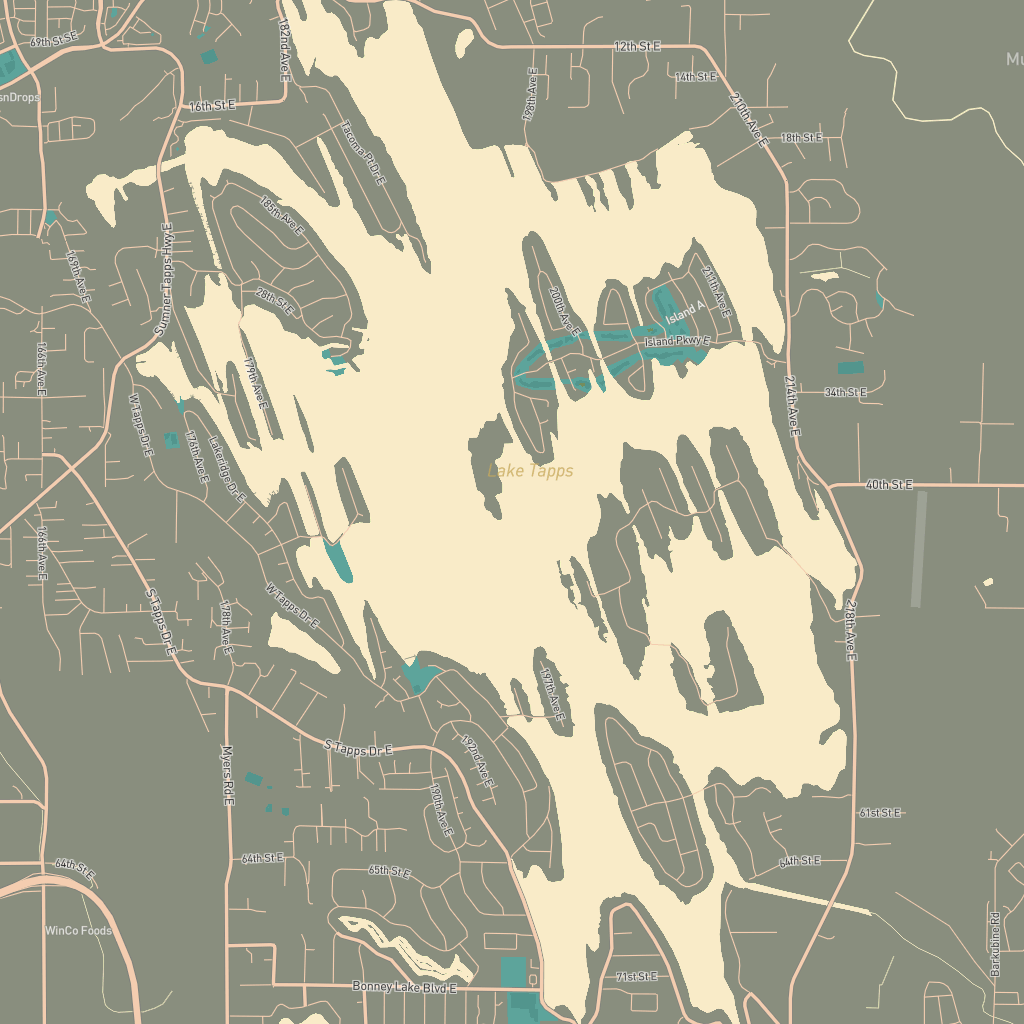 69th St SE
182nd Ave E
12th St E
Mu
14th St E
snDrops
16th St E
198th Ave E
210th Ave E
18th St E
Tacoma Pt Dr E
185th Ave E
Sumner Tapps Hwy E
169th Ave E
211th Ave E
28th St E
200th Ave E
Island A
Island Pkwy E
166th Ave E
179th Ave E
34th St E
214th Ave E
W Tapps Dr E
176th Ave E
Lakeridge Dr E
Lake Tapps
40th St E
166th Ave E
W Tapps Dr E
S Tapps Dr E
178th Ave E
218th Ave E
197th Ave E
S Tapps Dr E
192nd Ave E
Myers Rd E
190th Ave E
61st St E
64th St E
64th St E
64th St E
65th St E
WinCo Foods
Barkubine Rd
71st St E
Bonney Lake Blvd E